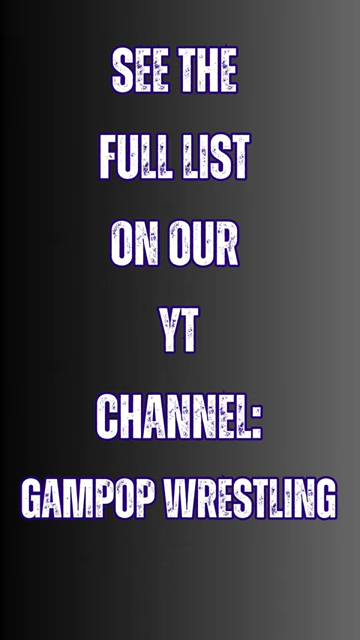 SEE THE
FULL LIST
ON OUR
YT
CHANNEL:
GAMPOP WRESTLING